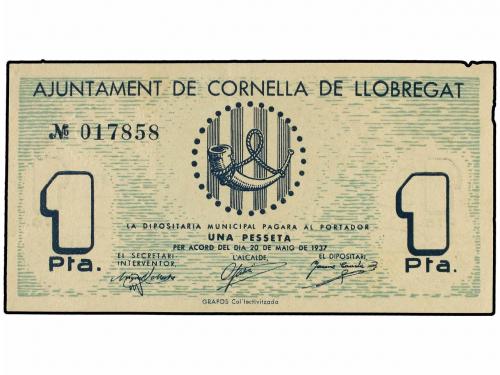 AJUNTAMENT DE CORNELLA DE LLOBREGAT
№ 017858
1 Pta.
1 Pta.
LA DIPOSITARIA MUNICIPAL PAGARA AL PORTADOR
UNA PESSETA
PER ACORD DEL DIA 20 DE MAIG DE 1937
EL SECRETARI INTERVENTOR,
L'ALCALDE,
EL DIPOSITARI,
GRAFOS Col'lectivitzada